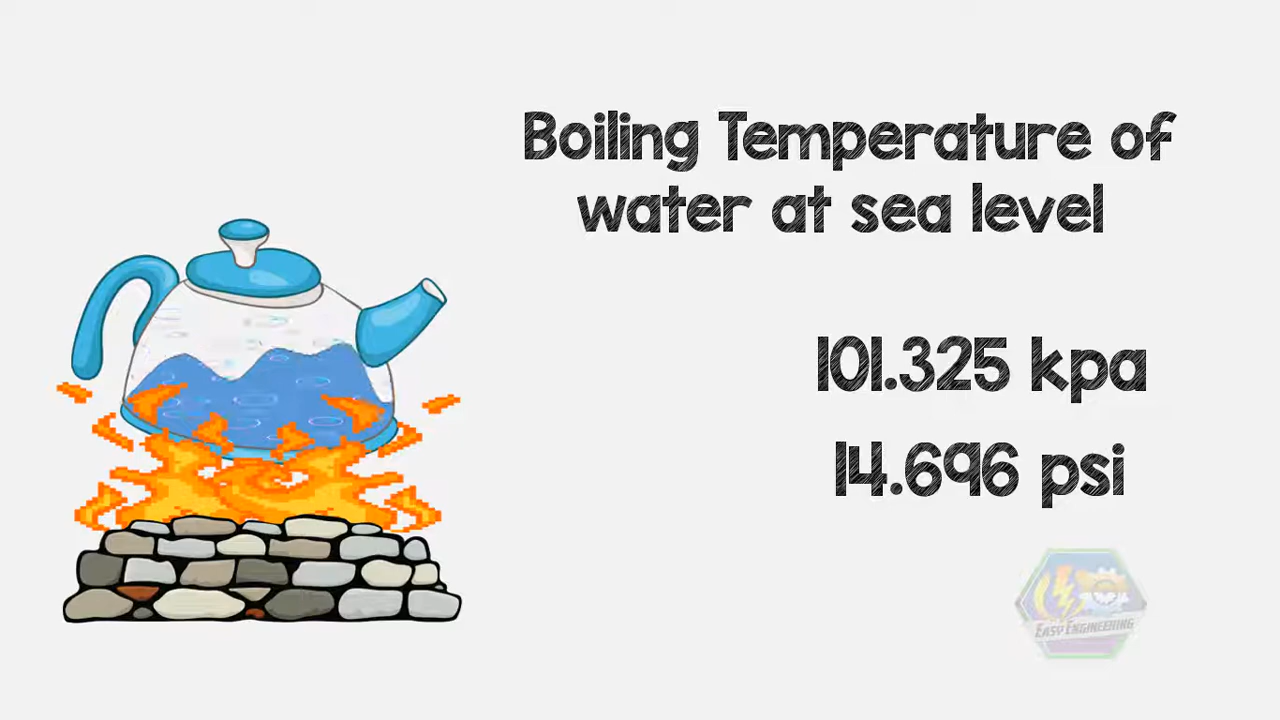 Boiling Temperature of
water at sea level
101.325 kpa
14.696 psi
EASY ENGINEERING